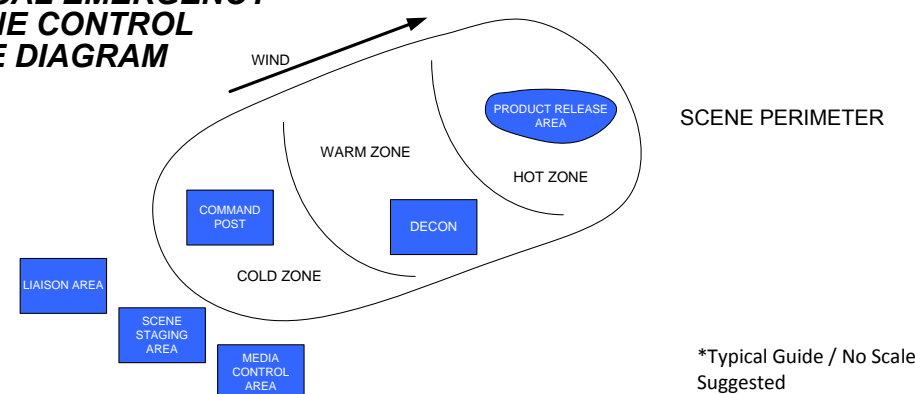 EMERGENCY
CONTROL
DIAGRAM
WIND
PRODUCT RELEASE
AREA
SCENE PERIMETER
WARM ZONE
HOT ZONE
COMMAND
POST
DECON
COLD ZONE
LIAISON AREA
SCENE
STAGING
AREA
MEDIA
CONTROL
AREA
*Typical Guide / No Scale
Suggested